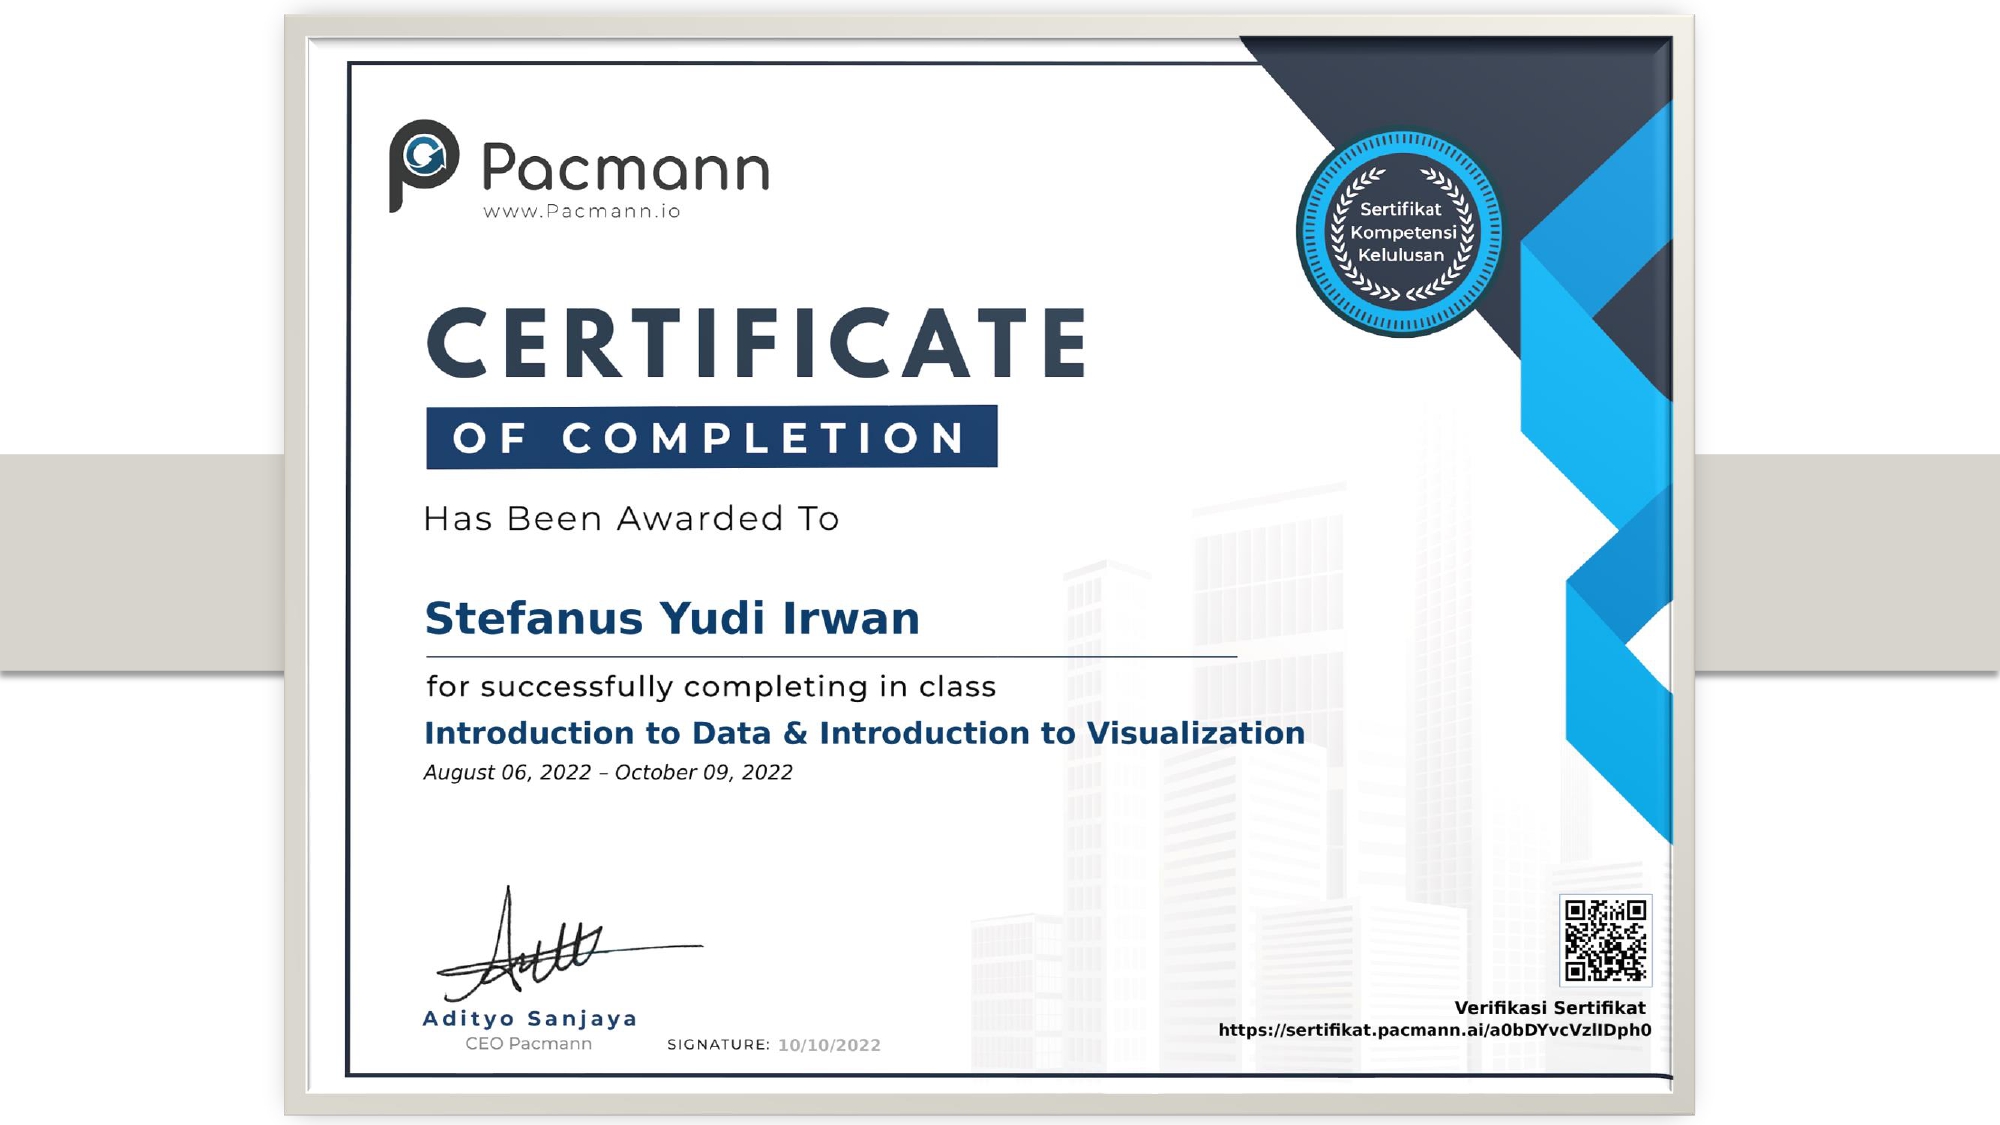 Pacmann
www.Pacmann.io
Sertifikat
Kompetensi
Kelulusan
CERTIFICATE
OF COMPLETION
Has Been Awarded To
Stefanus Yudi Irwan
for successfully completing in class
Introduction to Data & Introduction to Visualization
August 06, 2022 – October 09, 2022
Adityo Sanjaya
CEO Pacmann
SIGNATURE: 10/10/2022
Verifikasi Sertifikat
https://sertifikat.pacmann.ai/a0bDYvcVzlIDph0